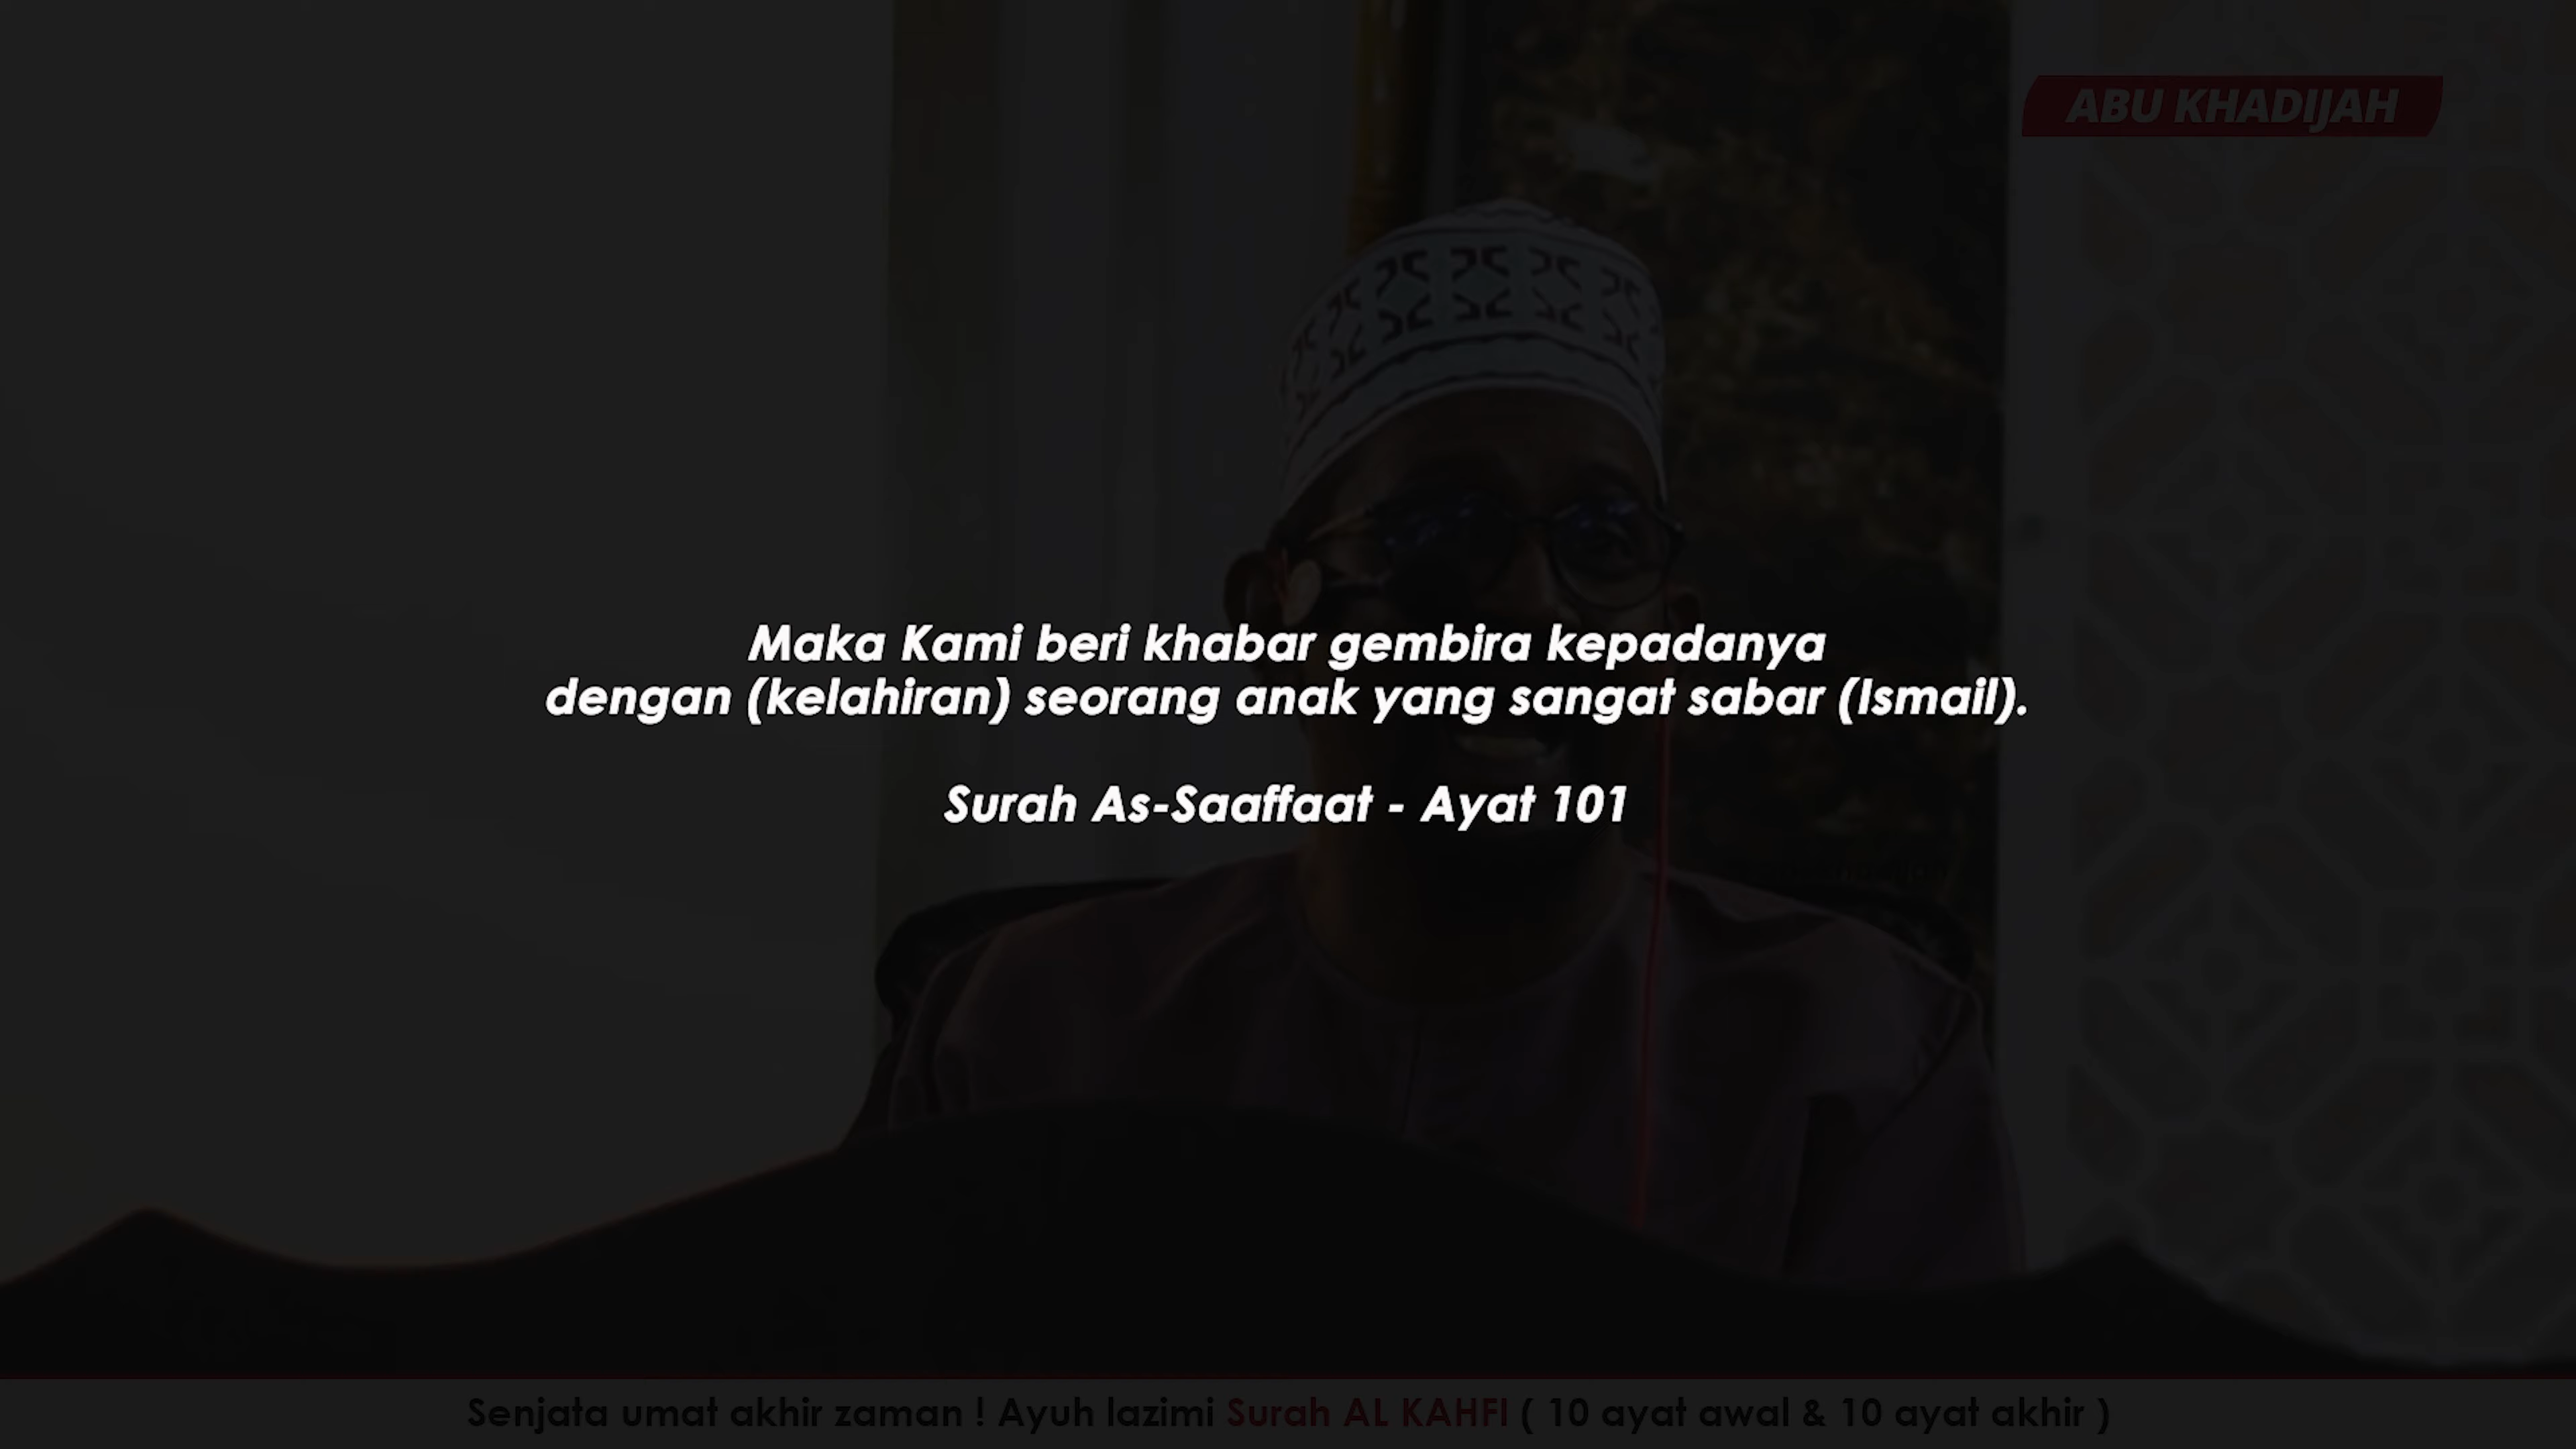 ABU KHADIJAH
Maka Kami beri khabar gembira kepadanya
dengan (kelahiran) seorang anak yang sangat sabar (Ismail).
Surah As-Saaffaat - Ayat 101
Senjata umat akhir zaman ! Ayuh lazimi Surah AL KAHFI ( 10 ayat awal & 10 ayat akhir )